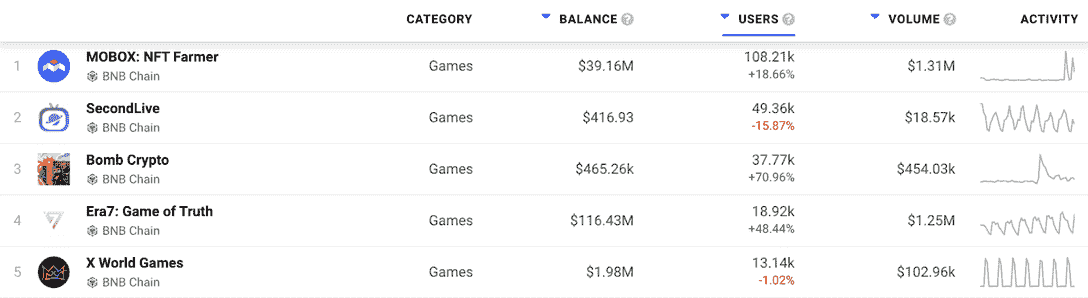 CATEGORY BALANCE ? USERS ? VOLUME ? ACTIVITY
1 MOBOX: NFT Farmer Games $39.16M 108.21k $1.31M
BNB Chain +18.66%
2 SecondLive Games $416.93 49.36k $18.57k
BNB Chain -15.87%
3 Bomb Crypto Games $465.26k 37.77k $454.03k
BNB Chain +70.96%
4 Era7: Game of Truth Games $116.43M 18.92k $1.25M
BNB Chain +48.44%
5 X World Games Games $1.98M 13.14k $102.96k
BNB Chain -1.02%